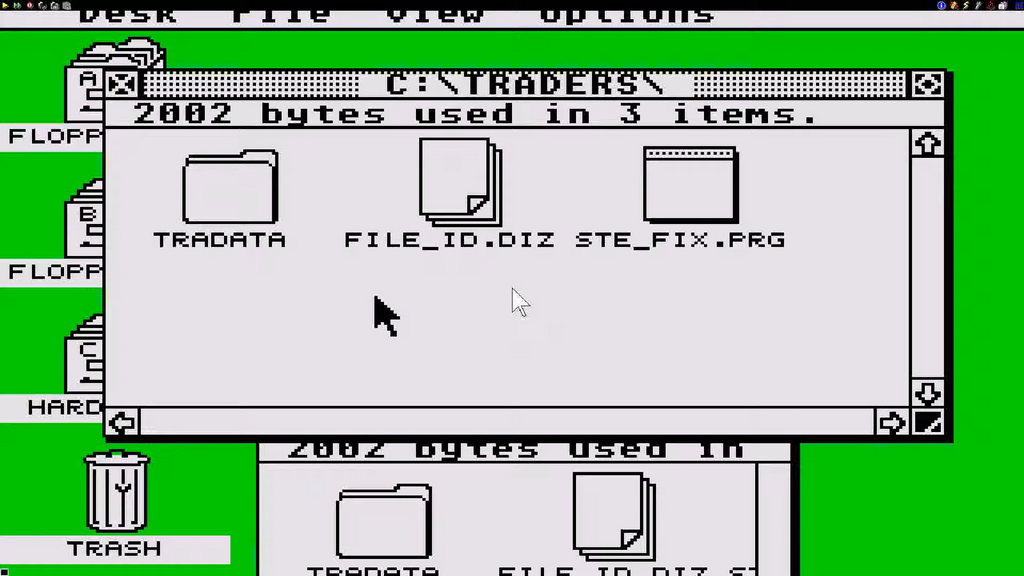 Desk File View Options
C:\TRADERS\
2002 bytes used in 3 items.
A
FLOPP
TRADATA FILE_ID.DIZ STE_FIX.PRG
B
FLOPP
C
HARD
2002 bytes used in
TRASH
TRADATA FILE_ID.DIZ ST